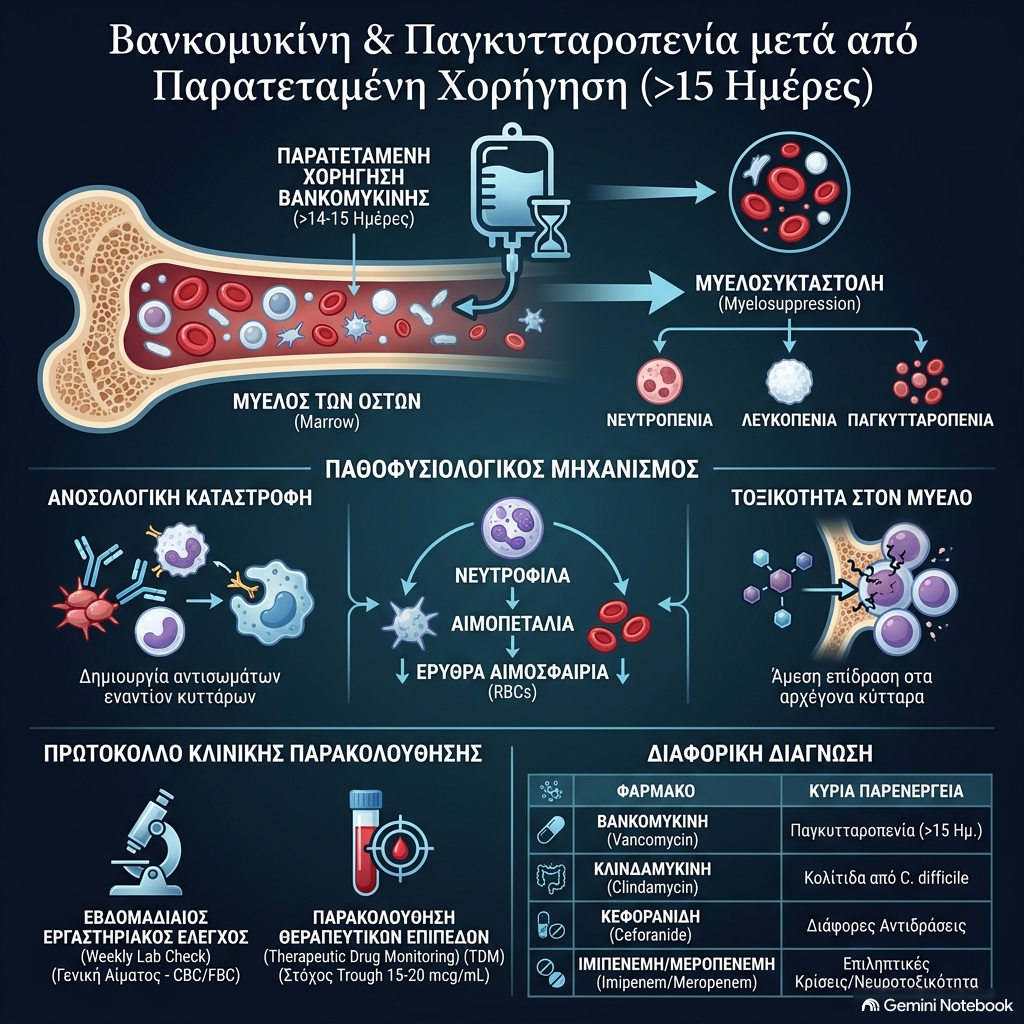 Βανκομυκίνη & Παγκυτταροπενία μετά από
Παρατεταμένη Χορήγηση (>15 Ημέρες)
ΠΑΡΑΤΕΤΑΜΕΝΗ
ΧΟΡΗΓΗΣΗ
ΒΑΝΚΟΜΥΚΙΝΗΣ
(>14-15 Ημέρες)
ΜΥΕΛΟΣΥΚΤΑΣΤΟΛΗ
(Myelosuppression)
ΜΥΕΛΟΣ ΤΩΝ ΟΣΤΩΝ
(Marrow)
ΝΕΥΤΡΟΠΕΝΙΑ
ΛΕΥΚΟΠΕΝΙΑ
ΠΑΓΚΥΤΤΑΡΟΠΕΝΙΑ
ΠΑΘΟΦΥΣΙΟΛΟΓΙΚΟΣ ΜΗΧΑΝΙΣΜΟΣ
ΑΝΟΣΟΛΟΓΙΚΗ ΚΑΤΑΣΤΡΟΦΗ
Δημιουργία αντισωμάτων
εναντίον κυττάρων
ΝΕΥΤΡΟΦΙΛΑ
ΑΙΜΟΠΕΤΑΛΙΑ
ΕΡΥΘΡΑ ΑΙΜΟΣΦΑΙΡΙΑ
(RBCs)
ΤΟΞΙΚΟΤΗΤΑ ΣΤΟΝ ΜΥΕΛΟ
Άμεση επίδραση στα
αρχέγονα κύτταρα
ΠΡΩΤΟΚΟΛΛΟ ΚΛΙΝΙΚΗΣ ΠΑΡΑΚΟΛΟΥΘΗΣΗΣ
ΕΒΔΟΜΑΔΙΑΙΟΣ
ΕΡΓΑΣΤΗΡΙΑΚΟΣ ΕΛΕΓΧΟΣ
(Weekly Lab Check)
(Γενική Αίματος - CBC/FBC)
ΠΑΡΑΚΟΛΟΥΘΗΣΗ
ΘΕΡΑΠΕΥΤΙΚΩΝ ΕΠΙΠΕΔΟΝ
(Therapeutic Drug Monitoring) (TDM)
(Στόχος Trough 15-20 mcg/mL)
ΔΙΑΦΟΡΙΚΗ ΔΙΑΓΝΩΣΗ
ΦΑΡΜΑΚΟ
ΚΥΡΙΑ ΠΑΡΕΝΕΡΓΕΙΑ
ΒΑΝΚΟΜΥΚΙΝΗ
(Vancomycin)
Παγκυτταροπενία (>15 Ημ.)
ΚΛΙΝΔΑΜΥΚΙΝΗ
(Clindamycin)
Κολίτιδα από C. difficile
ΚΕΦΟΡΑΝΙΔΗ
(Ceforanide)
Διάφορες Αντιδράσεις
ΙΜΙΠΕΝΕΜΗ/ΜΕΡΟΠΕΝΕΜΗ
(Imipenem/Meropenem)
Επιληπτικές
Κρίσεις/Νευροτοξικότητα
Gemini Notebook